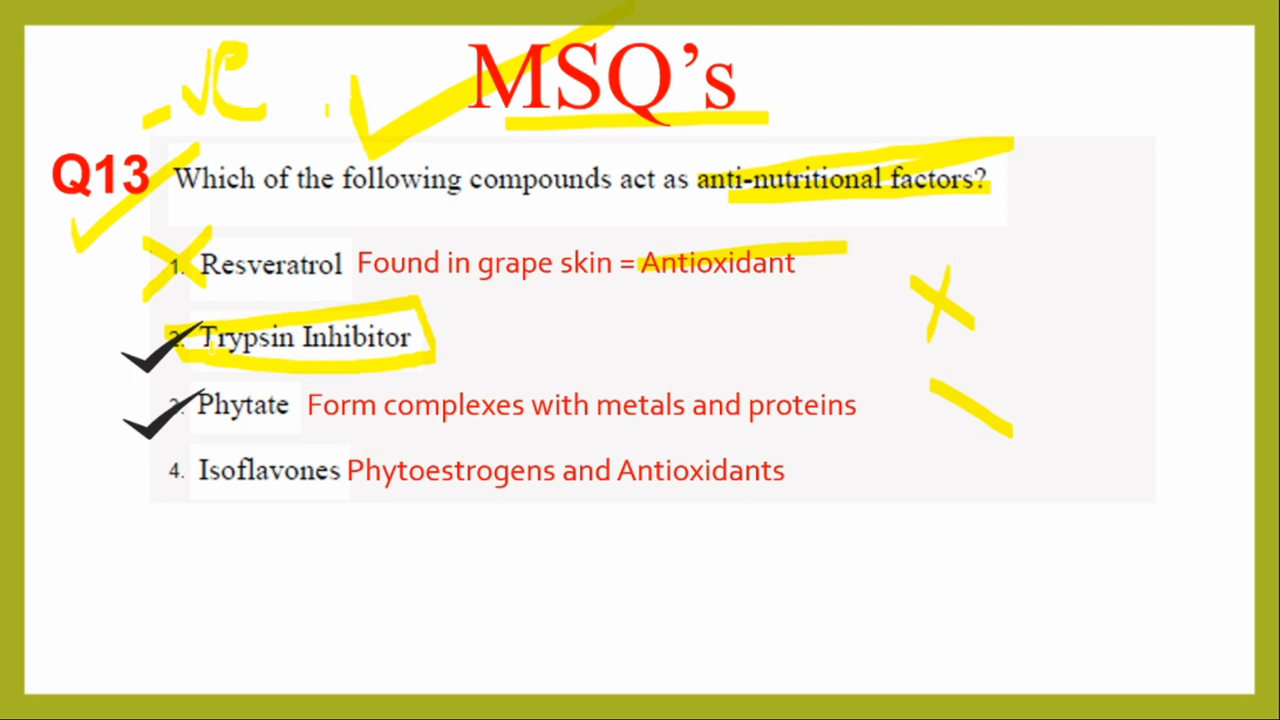 -ve
MSQ's
Q13 Which of the following compounds act as anti-nutritional factors?
1. Resveratrol Found in grape skin = Antioxidant
2. Trypsin Inhibitor
3. Phytate Form complexes with metals and proteins
4. Isoflavones Phytoestrogens and Antioxidants